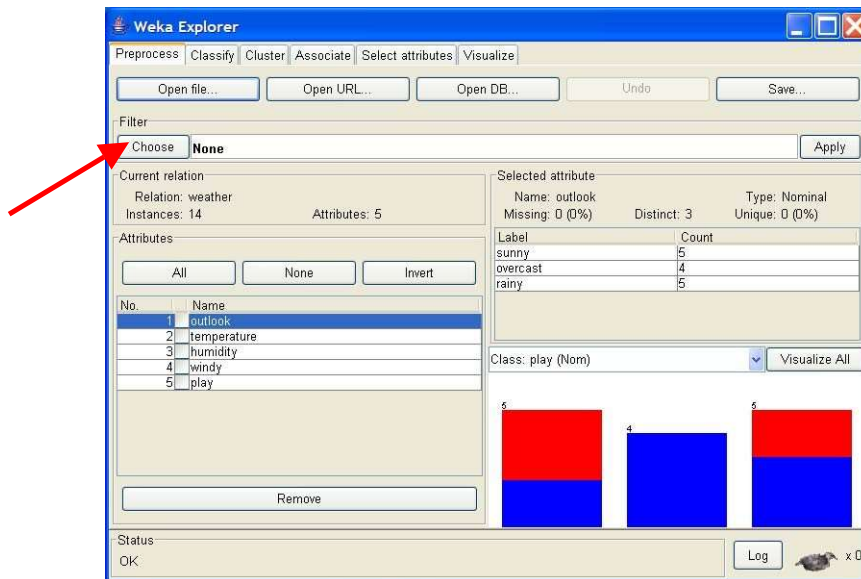 Weka Explorer
Preprocess Classify Cluster Associate Select attributes Visualize
Open file... Open URL... Open DB... Undo Save...
Filter
Choose None Apply
Current relation
Relation: weather
Instances: 14 Attributes: 5
Attributes
All None Invert
No. Name
1 outlook
2 temperature
3 humidity
4 windy
5 play
Remove
Selected attribute
Name: outlook Type: Nominal
Missing: 0 (0%) Distinct: 3 Unique: 0 (0%)
Label Count
sunny 5
overcast 4
rainy 5
Class: play (Nom) Visualize All
5 4 5
Status
OK
Log x 0